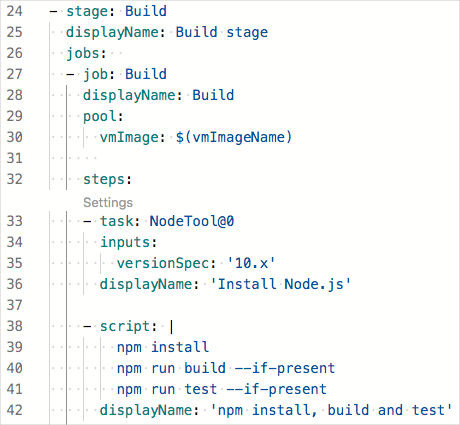 24 - stage: Build
25   displayName: Build stage
26   jobs:
27   - job: Build
28     displayName: Build
29     pool:
30       vmImage: $(vmImageName)
31
32     steps:
Settings
33     - task: NodeTool@0
34       inputs:
35         versionSpec: '10.x'
36       displayName: 'Install Node.js'
37
38     - script: |
39         npm install
40         npm run build --if-present
41         npm run test --if-present
42       displayName: 'npm install, build and test'